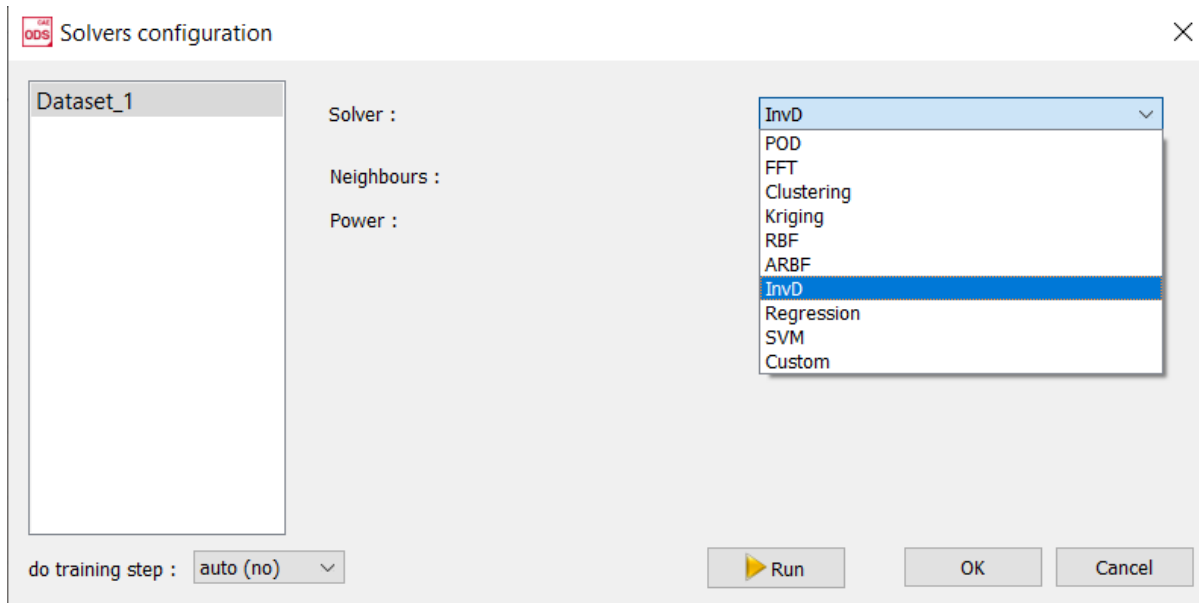 CAE
ODS
Solvers configuration
Dataset_1
Solver :
InvD
POD
FFT
Clustering
Kriging
RBF
ARBF
InvD
Regression
SVM
Custom
Neighbours :
Power :
do training step :
auto (no)
Run
OK
Cancel